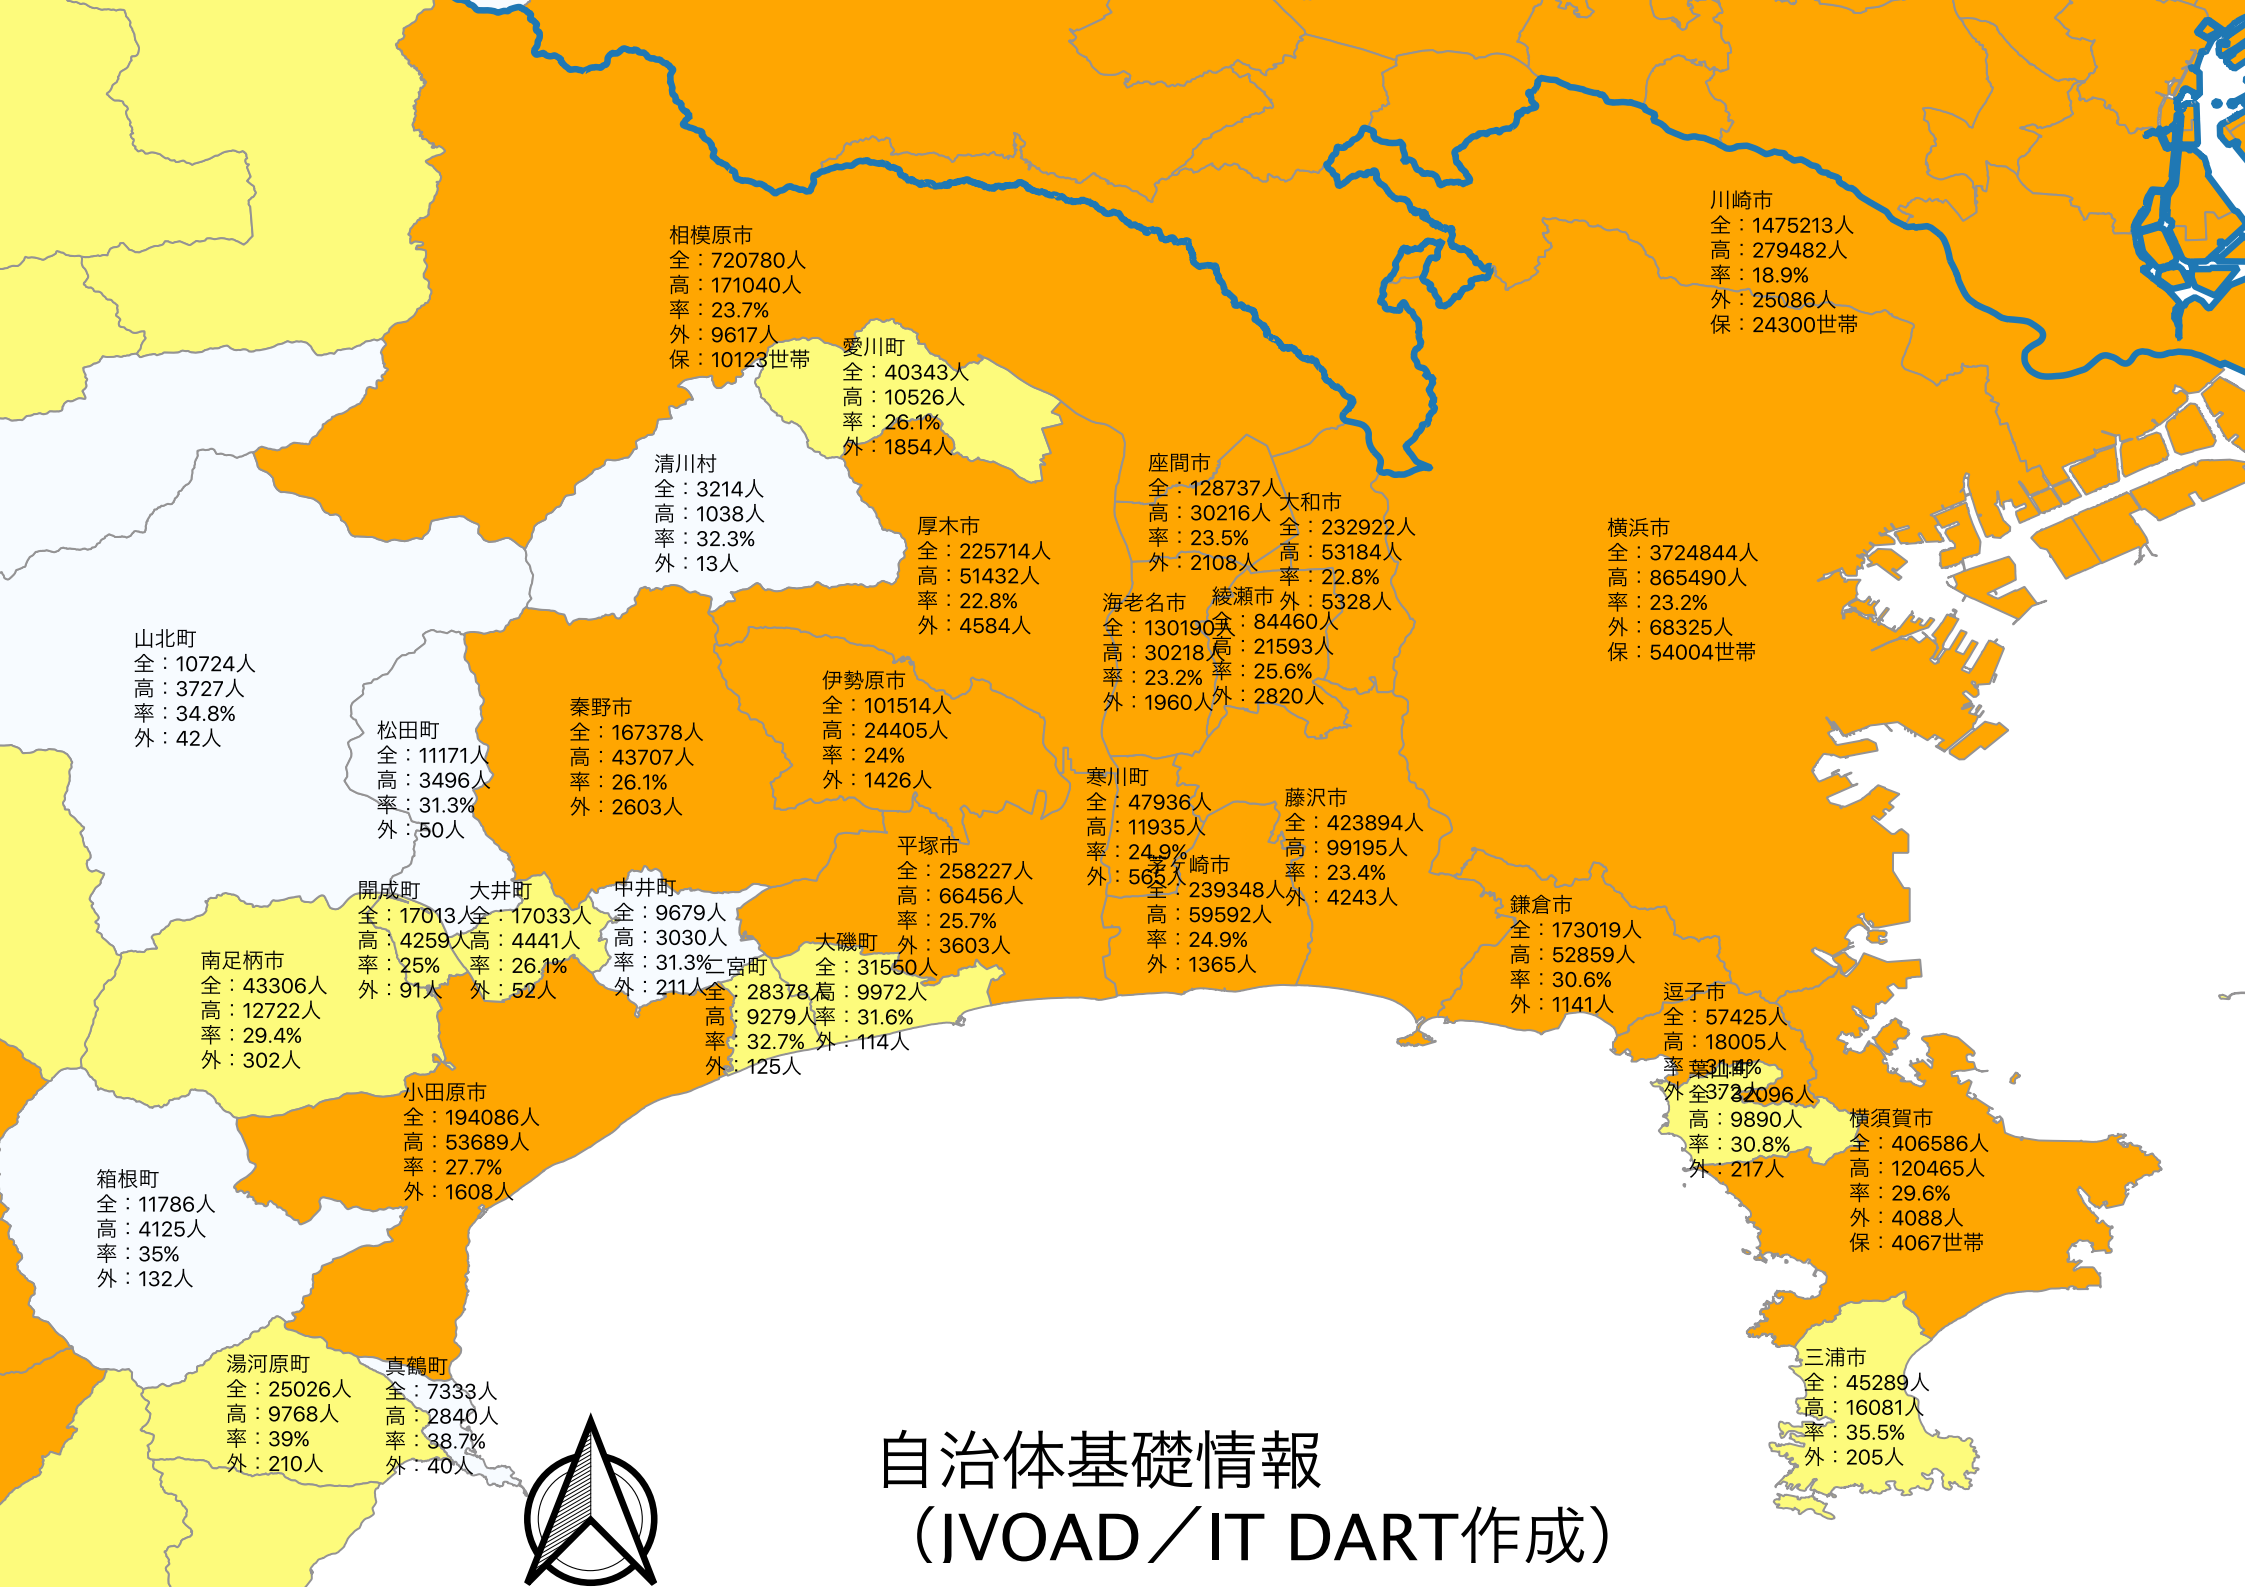 川崎市
全：1475213人
高：279482人
率：18.9%
外：25086人
保：24300世帯
相模原市
全：720780人
高：171040人
率：23.7%
外：9617人
保：10123世帯
愛川町
全：40343人
高：10526人
率：26.1%
外：1854人
清川村
全：3214人
高：1038人
率：32.3%
外：13人
厚木市
全：225714人
高：51432人
率：22.8%
外：4584人
座間市
全：128737人
高：30216人
率：23.5%
外：2108人
大和市
全：232922人
高：53184人
率：22.8%
外：5328人
横浜市
全：3724844人
高：865490人
率：23.2%
外：68325人
保：54004世帯
海老名市
全：130190人
高：30218人
率：23.2%
外：1960人
綾瀬市
全：84460人
高：21593人
率：25.6%
外：2820人
山北町
全：10724人
高：3727人
率：34.8%
外：42人
松田町
全：11171人
高：3496人
率：31.3%
外：50人
秦野市
全：167378人
高：43707人
率：26.1%
外：2603人
伊勢原市
全：101514人
高：24405人
率：24%
外：1426人
寒川町
全：47936人
高：11935人
率：24.9%
外：565人
藤沢市
全：423894人
高：99195人
率：23.4%
外：4243人
平塚市
全：258227人
高：66456人
率：25.7%
外：3603人
茅ヶ崎市
全：239348人
高：59592人
率：24.9%
外：1365人
開成町
全：17013人
高：4259人
率：25%
外：91人
大井町
全：17033人
高：4441人
率：26.1%
外：52人
中井町
全：9679人
高：3030人
率：31.3%
外：211人
鎌倉市
全：173019人
高：52859人
率：30.6%
外：1141人
大磯町
全：31550人
高：9972人
率：31.6%
外：114人
二宮町
全：28378人
高：9279人
率：32.7%
外：125人
南足柄市
全：43306人
高：12722人
率：29.4%
外：302人
逗子市
全：57425人
高：18005人
率：31.4%
外：372人
葉山町
全：32096人
高：9890人
率：30.8%
外：217人
小田原市
全：194086人
高：53689人
率：27.7%
外：1608人
横須賀市
全：406586人
高：120465人
率：29.6%
外：4088人
保：4067世帯
箱根町
全：11786人
高：4125人
率：35%
外：132人
湯河原町
全：25026人
高：9768人
率：39%
外：210人
真鶴町
全：7333人
高：2840人
率：38.7%
外：40人
三浦市
全：45289人
高：16081人
率：35.5%
外：205人
自治体基礎情報
（JVOAD／IT DART作成）